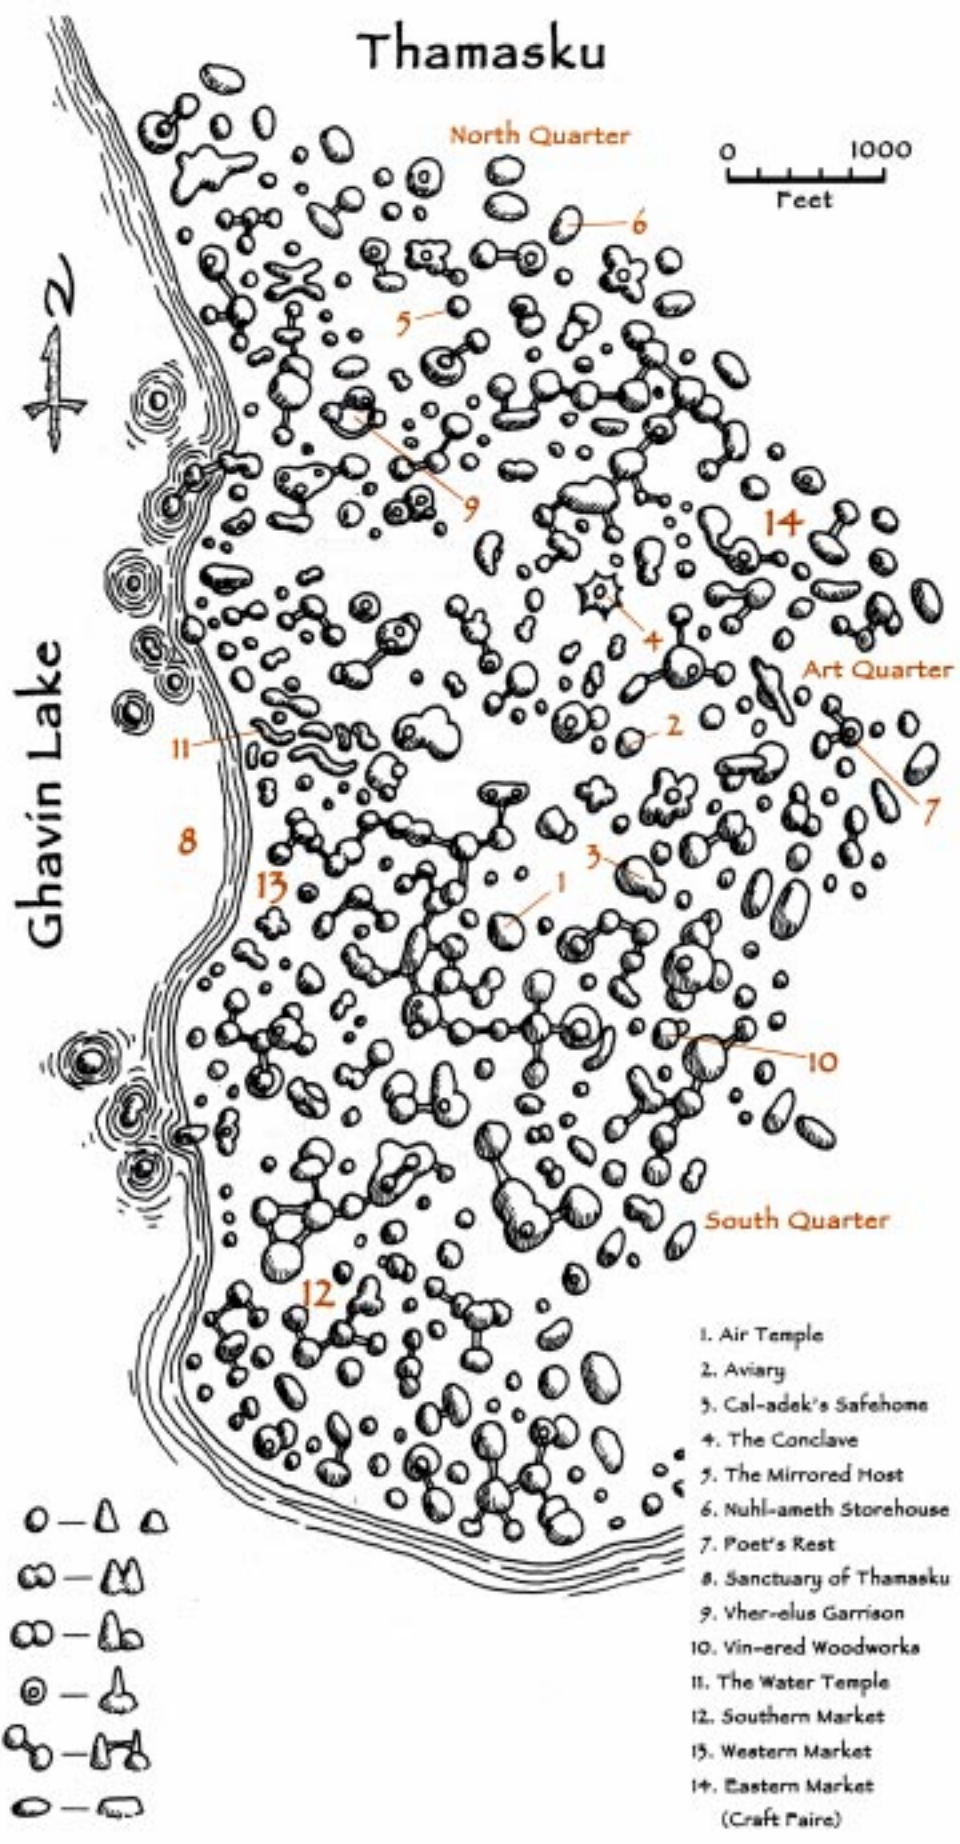 Thamasku
North Quarter
0 1000
Feet
6
5
N
9
14
4
Art Quarter
2
11
7
8
Ghavin Lake
3
13
1
10
South Quarter
12
1. Air Temple
2. Aviary
3. Cal-adek's Safehome
4. The Conclave
5. The Mirrored Host
6. Nuhl-ameth Storehouse
7. Poet's Rest
8. Sanctuary of Thamasku
9. Vher-elus Garrison
10. Vin-ered Woodworks
11. The Water Temple
12. Southern Market
13. Western Market
14. Eastern Market
(Craft Faire)